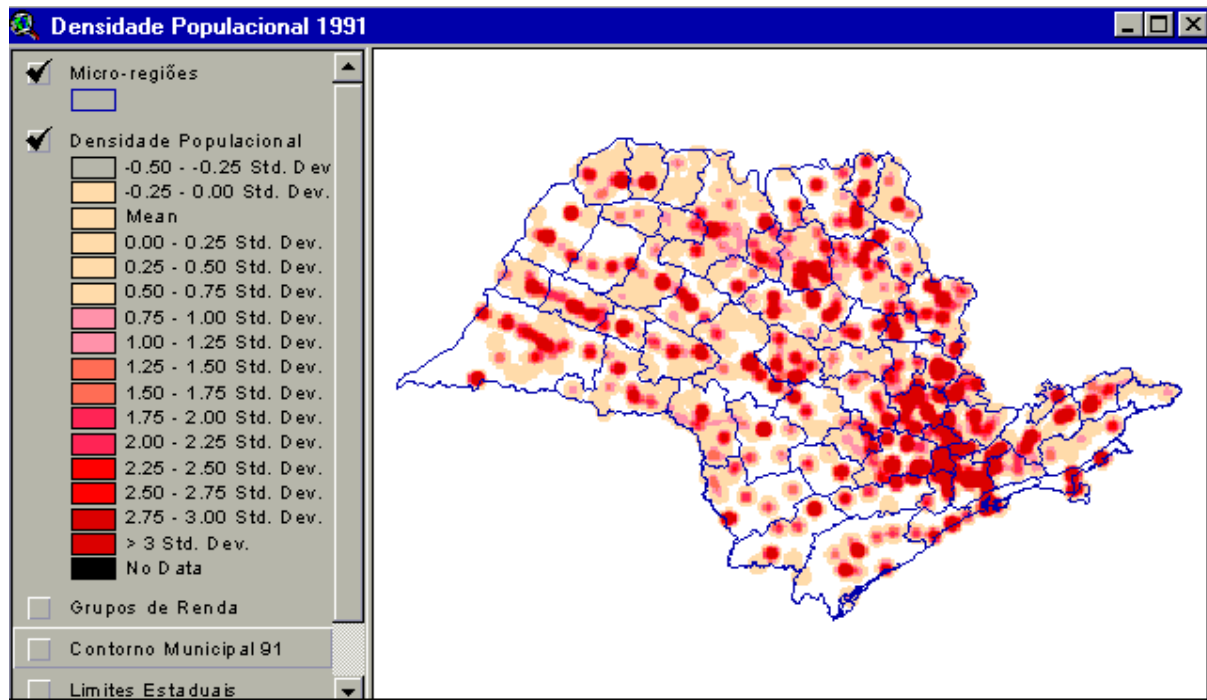 Densidade Populacional 1991
Micro-regiões
Densidade Populacional
-0.50 - -0.25 Std. Dev
-0.25 - 0.00 Std. Dev.
Mean
0.00 - 0.25 Std. Dev.
0.25 - 0.50 Std. Dev.
0.50 - 0.75 Std. Dev.
0.75 - 1.00 Std. Dev.
1.00 - 1.25 Std. Dev.
1.25 - 1.50 Std. Dev.
1.50 - 1.75 Std. Dev.
1.75 - 2.00 Std. Dev.
2.00 - 2.25 Std. Dev.
2.25 - 2.50 Std. Dev.
2.50 - 2.75 Std. Dev.
2.75 - 3.00 Std. Dev.
> 3 Std. Dev.
No Data
Grupos de Renda
Contorno Municipal 91
Limites Estaduais